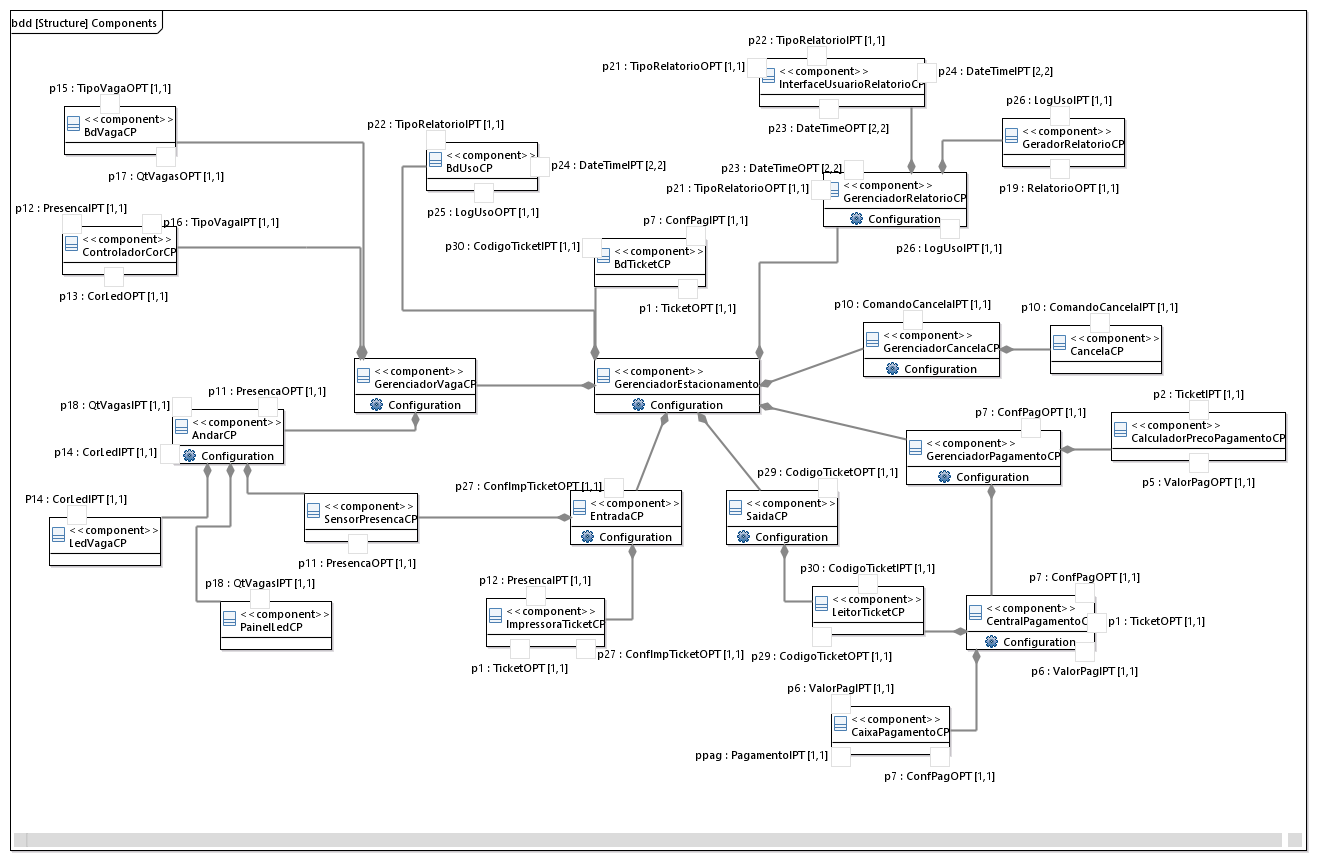 bdd [Structure] Components
p22 : TipoRelatorioIPT [1,1]
p21 : TipoRelatorioOPT [1,1]
<<component>>
InterfaceUsuarioRelatorioCP
p24 : DateTimeIPT [2,2]
p23 : DateTimeOPT [2,2]
p15 : TipoVagaOPT [1,1]
<<component>>
BdVagaCP
p17 : QtVagasOPT [1,1]
p22 : TipoRelatorioIPT [1,1]
<<component>>
BdUsoCP
p24 : DateTimeIPT [2,2]
p25 : LogUsoOPT [1,1]
p26 : LogUsoIPT [1,1]
<<component>>
GeradorRelatorioCP
p19 : RelatorioOPT [1,1]
p23 : DateTimeOPT [2,2]
p21 : TipoRelatorioOPT [1,1]
<<component>>
GerenciadorRelatorioCP
Configuration
p26 : LogUsoIPT [1,1]
p12 : PresencaIPT [1,1]
p16 : TipoVagaIPT [1,1]
<<component>>
ControladorCorCP
p13 : CorLedOPT [1,1]
p7 : ConfPagIPT [1,1]
p30 : CodigoTicketIPT [1,1]
<<component>>
BdTicketCP
p1 : TicketOPT [1,1]
p10 : ComandoCancelaIPT [1,1]
<<component>>
GerenciadorCancelaCP
Configuration
p10 : ComandoCancelaIPT [1,1]
<<component>>
CancelaCP
<<component>>
GerenciadorVagaCP
Configuration
<<component>>
GerenciadorEstacionamento
Configuration
p11 : PresencaOPT [1,1]
p18 : QtVagasIPT [1,1]
<<component>>
AndarCP
p14 : CorLedIPT [1,1]
Configuration
p7 : ConfPagOPT [1,1]
<<component>>
GerenciadorPagamentoCP
Configuration
p2 : TicketIPT [1,1]
<<component>>
CalculadorPrecoPagamentoCP
p5 : ValorPagOPT [1,1]
P14 : CorLedIPT [1,1]
<<component>>
LedVagaCP
<<component>>
SensorPresencaCP
p11 : PresencaOPT [1,1]
p27 : ConfImpTicketOPT [1,1]
<<component>>
EntradaCP
Configuration
p29 : CodigoTicketOPT [1,1]
<<component>>
SaidaCP
Configuration
p18 : QtVagasIPT [1,1]
<<component>>
PainelLedCP
p12 : PresencaIPT [1,1]
<<component>>
ImpressoraTicketCP
p1 : TicketOPT [1,1]
p27 : ConfImpTicketOPT [1,1]
p30 : CodigoTicketIPT [1,1]
<<component>>
LeitorTicketCP
p29 : CodigoTicketOPT [1,1]
p7 : ConfPagOPT [1,1]
<<component>>
CentralPagamentoC
p1 : TicketOPT [1,1]
Configuration
p6 : ValorPagIPT [1,1]
p6 : ValorPagIPT [1,1]
<<component>>
CaixaPagamentoCP
ppag : PagamentoIPT [1,1]
p7 : ConfPagOPT [1,1]